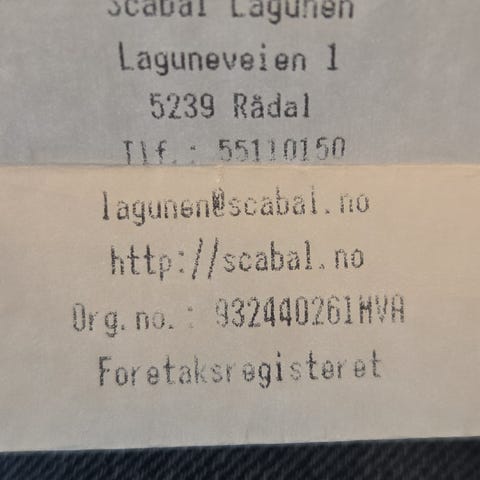 Scabal Lagunen
Laguneveien 1
5239 Rådal
Tlf.: 55110150
lagunen@scabal.no
http://scabal.no
Org.no.: 932440261MVA
Foretaksregisteret